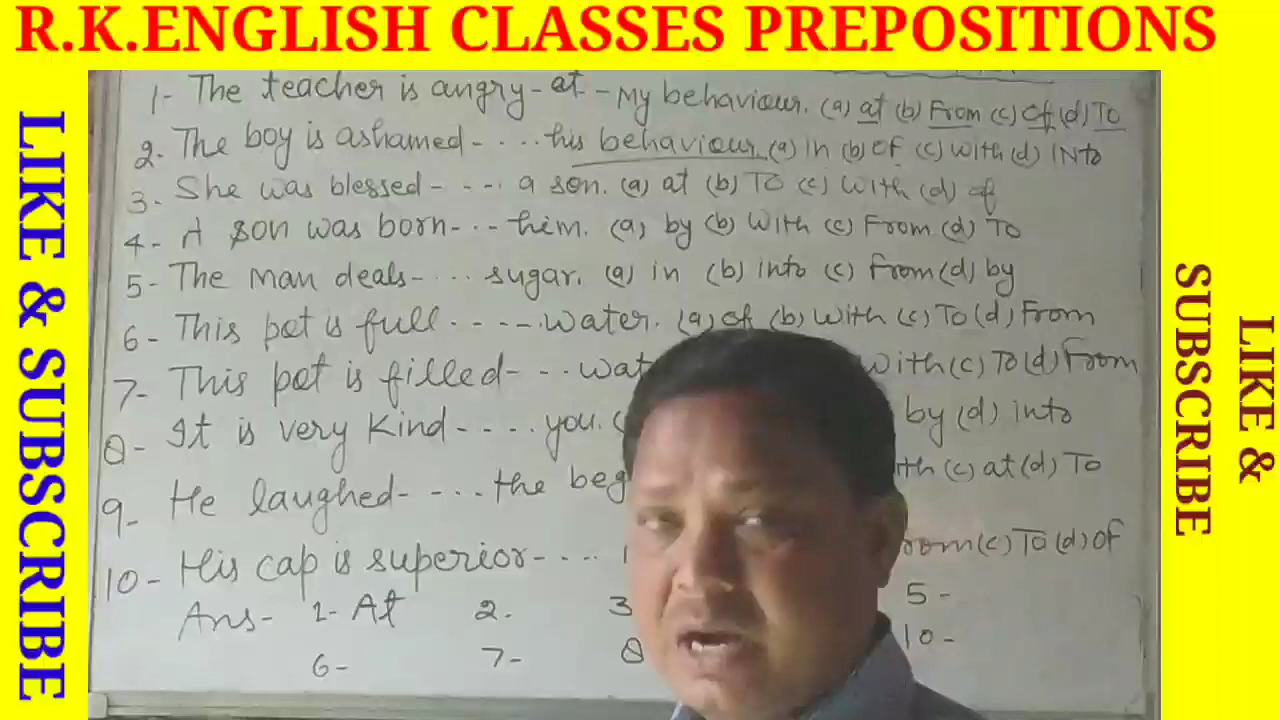 R.K.ENGLISH CLASSES PREPOSITIONS
LIKE & SUBSCRIBE
1- The teacher is angry - at - My behaviour. (a) at (b) From (c) Of (d) To
2. The boy is ashamed - .... his behaviour (a) in (b) of (c) with (d) INTo
3- She was blessed - --- . a son. (a) at (b) To (c) with (d) of
4- A son was born - .. - them. (a) by (b) with (c) From (d) To
5- The man deals - ... sugar. (a) in (b) into (c) from (d) by
6- This pot is full . ---- . water. (a) of (b) with (c) To (d) From
7- This pot is filled - - .. with (c) To (d) From
8- It is very kind - .... you. by (d) into
9- He laughed - .... the (c) at (d) To
10- His cap is superior - .... (c) To (d) of
Ans- 1- At 2. 3 5-
6- 7- 8 10-
LIKE &
SUBSCRIBE